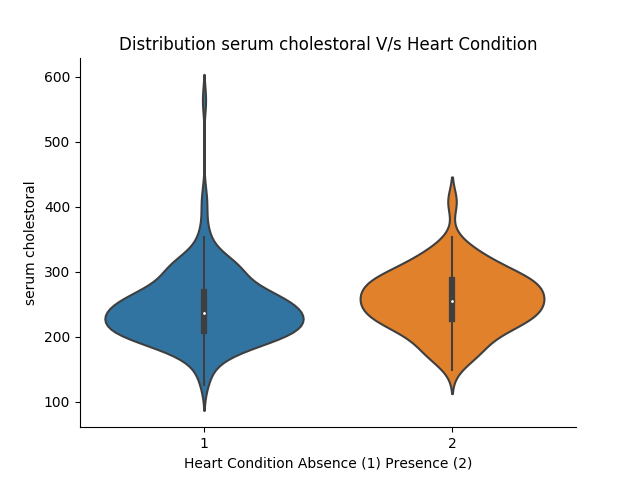 Distribution serum cholestoral V/s Heart Condition
600
500
400
300
200
100
serum cholestoral
1
2
Heart Condition Absence (1) Presence (2)